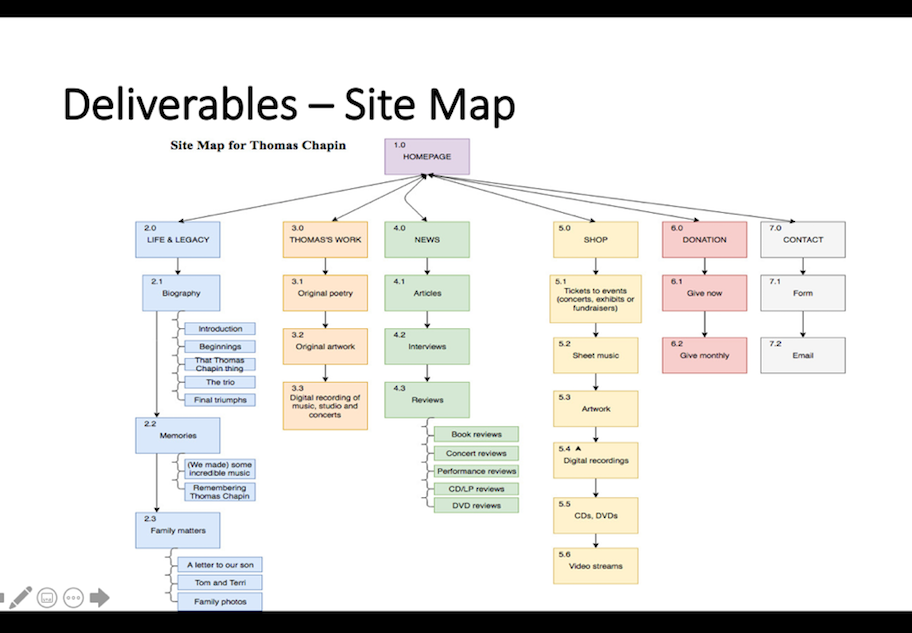 Deliverables – Site Map
Site Map for Thomas Chapin
1.0
HOMEPAGE
2.0
LIFE & LEGACY
2.1
Biography
Introduction
Beginnings
That Thomas
Chapin thing
The trio
Final triumphs
2.2
Memories
(We made) some
incredible music
Remembering
Thomas Chapin
2.3
Family matters
A letter to our son
Tom and Terri
Family photos
3.0
THOMAS'S WORK
3.1
Original poetry
3.2
Original artwork
3.3
Digital recording of
music, studio and
concerts
4.0
NEWS
4.1
Articles
4.2
Interviews
4.3
Reviews
Book reviews
Concert reviews
Performance reviews
CD/LP reviews
DVD reviews
5.0
SHOP
5.1
Tickets to events
(concerts, exhibits or
fundraisers)
5.2
Sheet music
5.3
Artwork
5.4
Digital recordings
5.5
CDs, DVDs
5.6
Video streams
6.0
DONATION
6.1
Give now
6.2
Give monthly
7.0
CONTACT
7.1
Form
7.2
Email